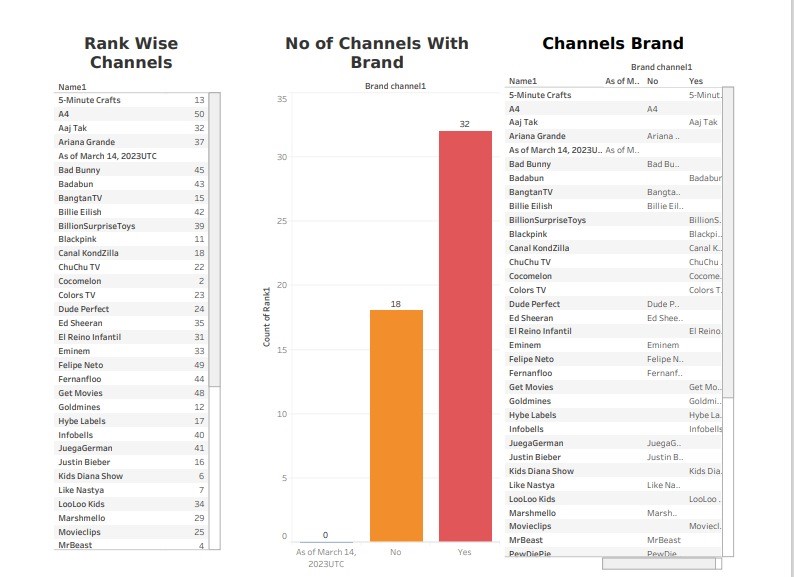 Rank Wise
Channels
Name1
5-Minute Crafts 13
A4 50
Aaj Tak 32
Ariana Grande 37
As of March 14, 2023UTC
Bad Bunny 45
Badabun 43
BangtanTV 15
Billie Eilish 42
BillionSurpriseToys 39
Blackpink 11
Canal KondZilla 18
ChuChu TV 22
Cocomelon 2
Colors TV 23
Dude Perfect 24
Ed Sheeran 35
El Reino Infantil 31
Eminem 33
Felipe Neto 49
Fernanfloo 44
Get Movies 48
Goldmines 12
Hybe Labels 17
Infobells 40
JuegaGerman 41
Justin Bieber 16
Kids Diana Show 6
Like Nastya 7
LooLoo Kids 34
Marshmello 29
Movieclips 25
MrBeast 4
No of Channels With
Brand
Brand channel1
Count of Rank1
35
30
25
20
15
10
5
0
0
18
32
As of March 14,
2023UTC
No
Yes
Channels Brand
Brand channel1
Name1 As of M.. No Yes
5-Minute Crafts 5-Minut..
A4 A4
Aaj Tak Aaj Tak
Ariana Grande Ariana ..
As of March 14, 2023U.. As of M..
Bad Bunny Bad Bu..
Badabun Badabun
BangtanTV Bangta..
Billie Eilish Billie Eil..
BillionSurpriseToys BillionS..
Blackpink Blackpi..
Canal KondZilla Canal K..
ChuChu TV ChuChu ..
Cocomelon Cocome..
Colors TV Colors T..
Dude Perfect Dude P..
Ed Sheeran Ed Shee..
El Reino Infantil El Reino..
Eminem Eminem
Felipe Neto Felipe N..
Fernanfloo Fernanf..
Get Movies Get Mo..
Goldmines Goldmi..
Hybe Labels Hybe La..
Infobells Infobells
JuegaGerman JuegaG..
Justin Bieber Justin B..
Kids Diana Show Kids Dia..
Like Nastya Like Na..
LooLoo Kids LooLoo ..
Marshmello Marsh..
Movieclips Moviecl..
MrBeast MrBeast
PewDiePie PewDie..